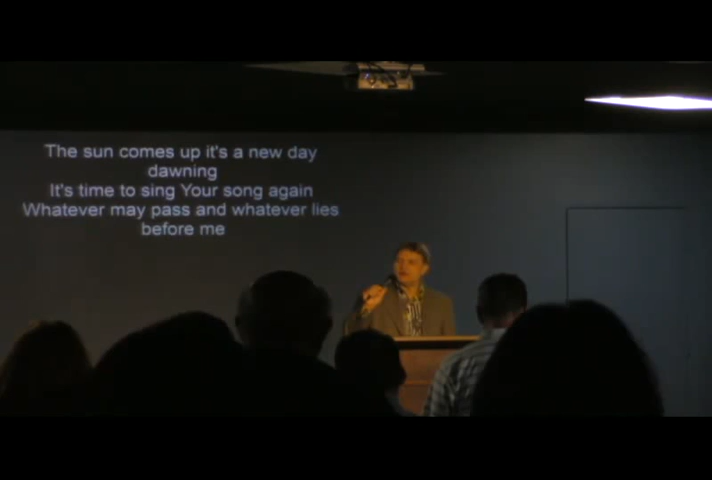 The sun comes up it's a new day
dawning
It's time to sing Your song again
Whatever may pass and whatever lies
before me